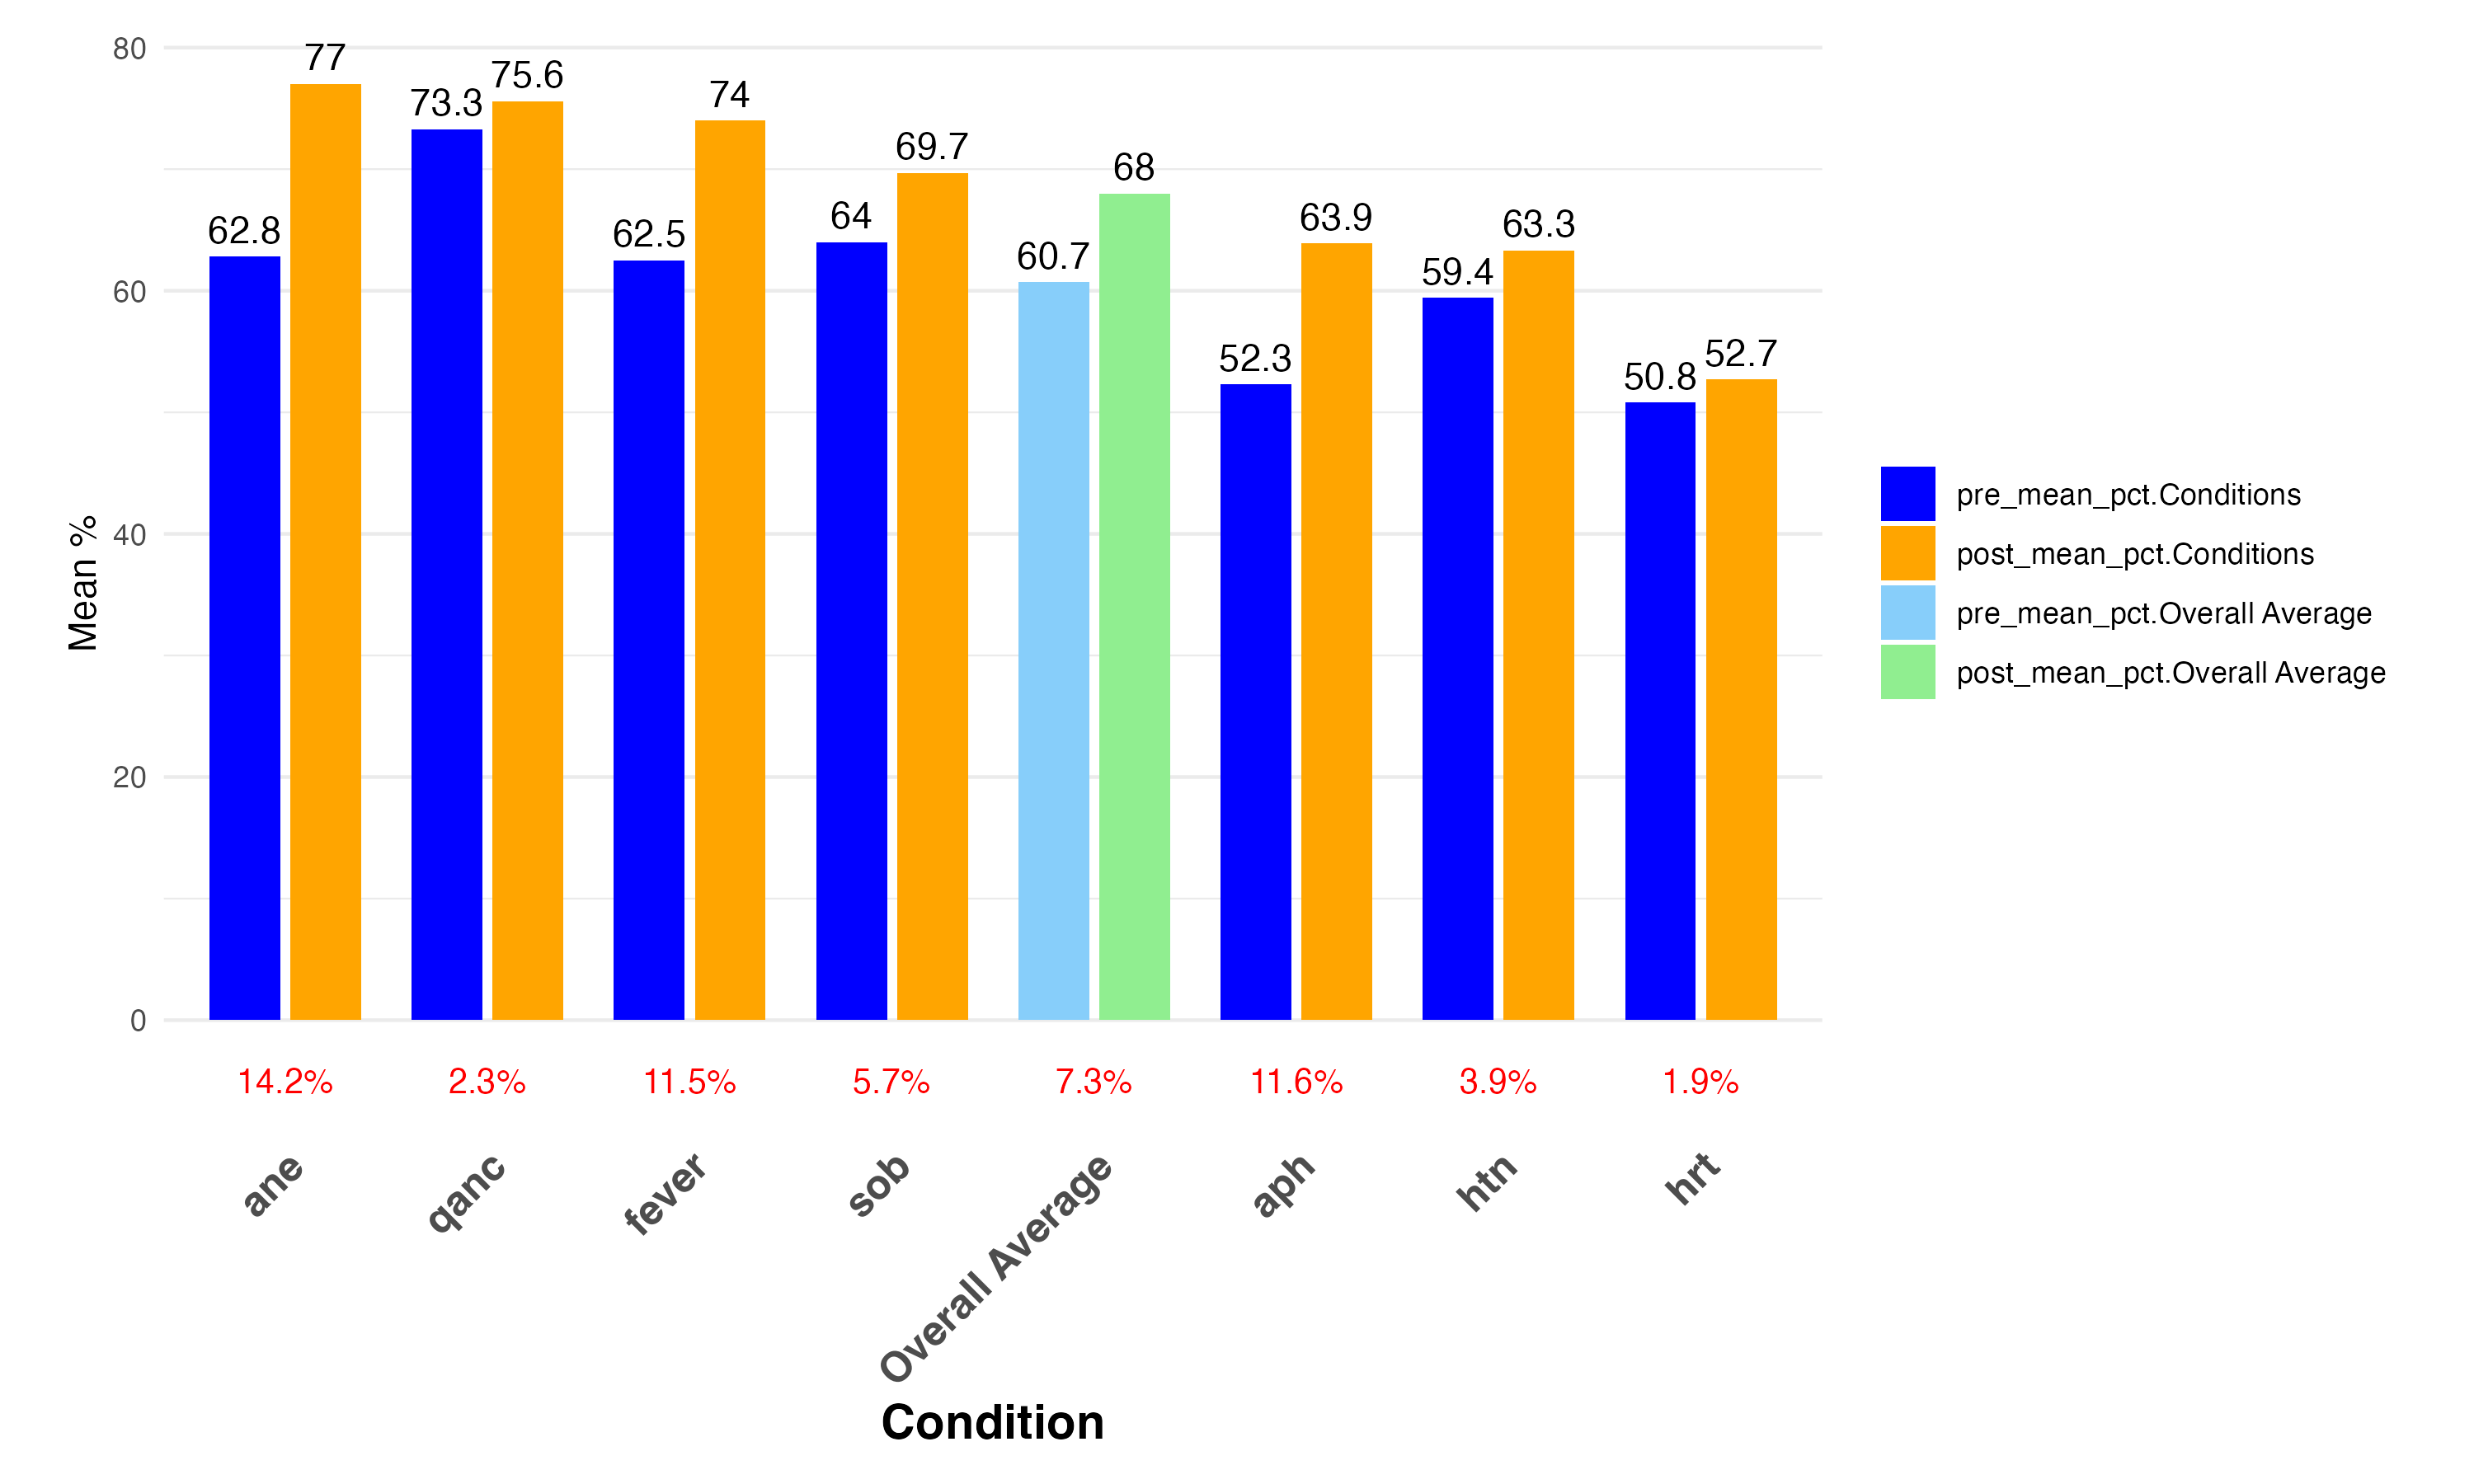 80
60
40
20
0
Mean %
62.8
77
73.3
75.6
62.5
74
64
69.7
60.7
68
52.3
63.9
59.4
63.3
50.8
52.7
14.2%
2.3%
11.5%
5.7%
7.3%
11.6%
3.9%
1.9%
ane
qanc
fever
sob
Overall Average
aph
htn
hrt
Condition
pre_mean_pct.Conditions
post_mean_pct.Conditions
pre_mean_pct.Overall Average
post_mean_pct.Overall Average